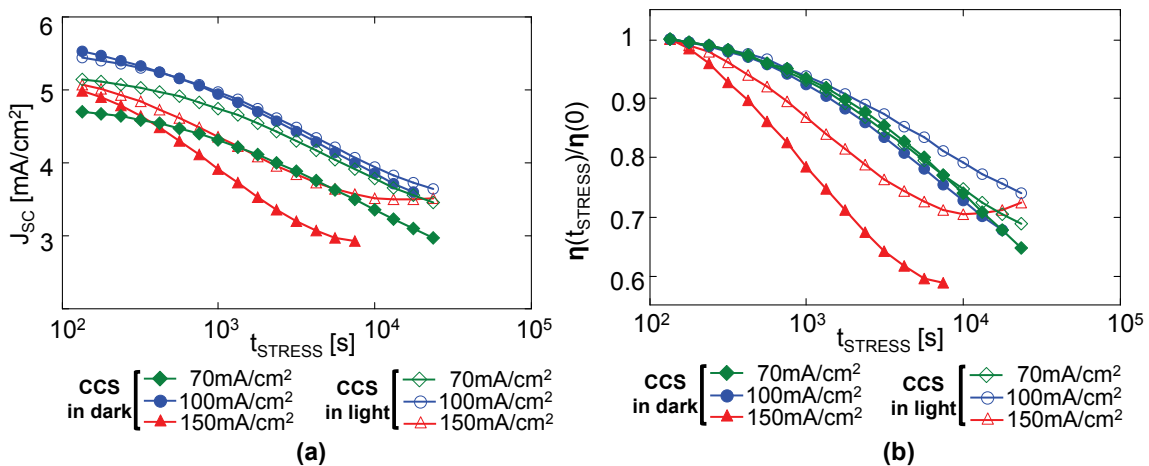 6
5
4
3
J_SC [mA/cm²]
10² 10³ 10⁴ 10⁵
t_STRESS [s]
CCS in dark
70mA/cm²
100mA/cm²
150mA/cm²
CCS in light
70mA/cm²
100mA/cm²
150mA/cm²
(a)
1
0.9
0.8
0.7
0.6
η(t_STRESS)/η(0)
10² 10³ 10⁴ 10⁵
t_STRESS [s]
CCS in dark
70mA/cm²
100mA/cm²
150mA/cm²
CCS in light
70mA/cm²
100mA/cm²
150mA/cm²
(b)